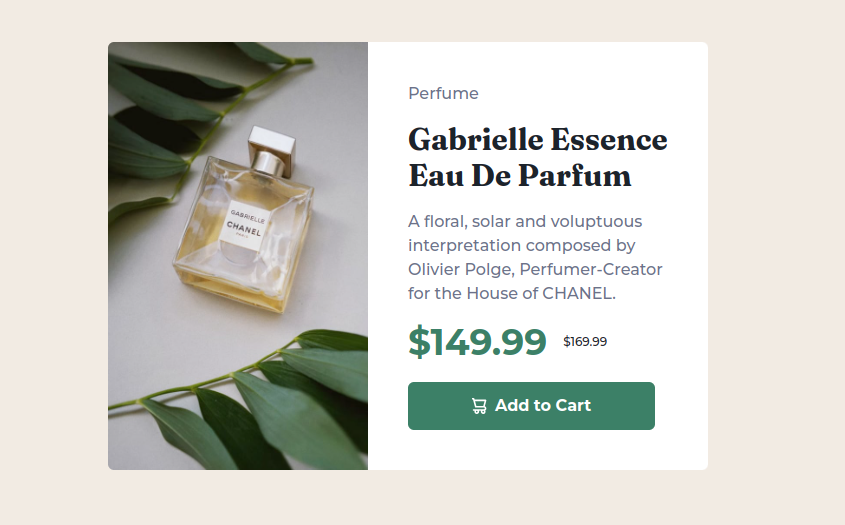 GABRIELLE
CHANEL
PARIS
Perfume
Gabrielle Essence
Eau De Parfum
A floral, solar and voluptuous
interpretation composed by
Olivier Polge, Perfumer-Creator
for the House of CHANEL.
$149.99 $169.99
Add to Cart